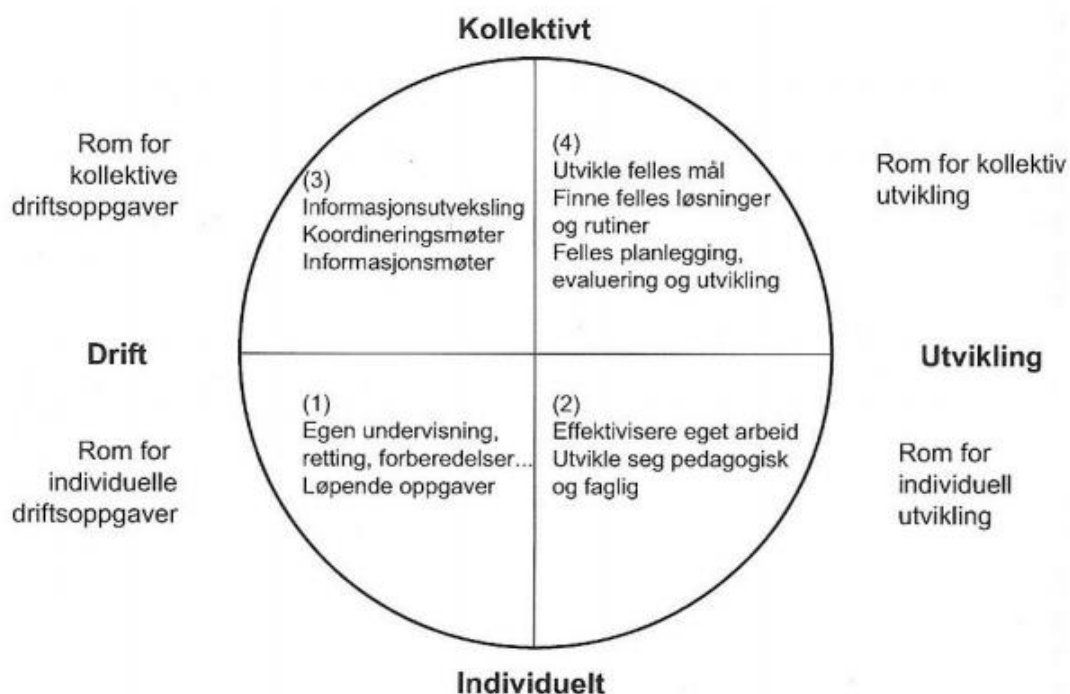 Kollektivt
Rom for
kollektive
driftsoppgaver
(3)
Informasjonsutveksling
Koordineringsmøter
Informasjonsmøter
(4)
Utvikle felles mål
Finne felles løsninger
og rutiner
Felles planlegging,
evaluering og utvikling
Rom for kollektiv
utvikling
Drift
Utvikling
Rom for
individuelle
driftsoppgaver
(1)
Egen undervisning,
retting, forberedelser...
Løpende oppgaver
(2)
Effektivisere eget arbeid
Utvikle seg pedagogisk
og faglig
Rom for
individuell
utvikling
Individuelt